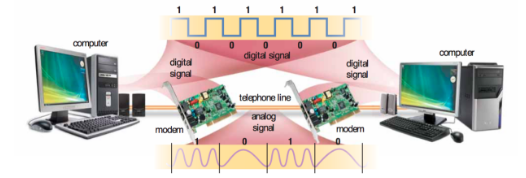 1 1 1 1 1 1
0 0 0 0 0
digital signal
computer
computer
digital
signal
digital
signal
telephone line
analog
signal
modem
modem
1 0 1 0